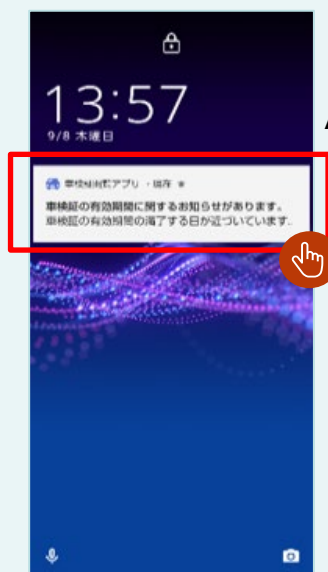 13:57
9/8 木曜日
車検証閲覧アプリ ・現在
車検証の有効期間に関するお知らせがあります。
車検証の有効期間の満了する日が近づいています.